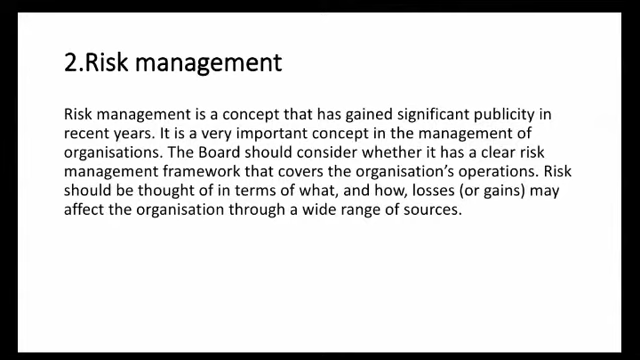 2.Risk management
Risk management is a concept that has gained significant publicity in
recent years. It is a very important concept in the management of
organisations. The Board should consider whether it has a clear risk
management framework that covers the organisation's operations. Risk
should be thought of in terms of what, and how, losses (or gains) may
affect the organisation through a wide range of sources.